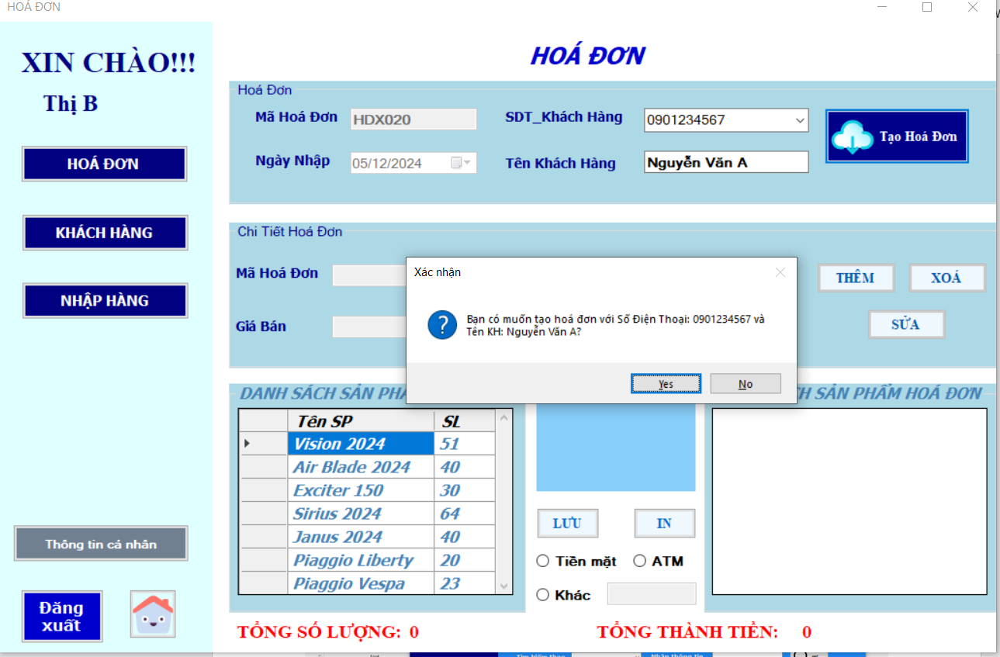 HOÁ ĐƠN
XIN CHÀO!!!
Thị B
HOÁ ĐƠN
KHÁCH HÀNG
NHẬP HÀNG
Thông tin cá nhân
Đăng
xuất
HOÁ ĐƠN
Hoá Đơn
Mã Hoá Đơn HDX020 SDT_Khách Hàng 0901234567 Tạo Hoá Đơn
Ngày Nhập 05/12/2024 Tên Khách Hàng Nguyễn Văn A
Chi Tiết Hoá Đơn
Mã Hoá Đơn
Giá Bán
THÊM XOÁ
SỬA
Xác nhận
Bạn có muốn tạo hoá đơn với Số Điện Thoại: 0901234567 và
Tên KH: Nguyễn Văn A?
Yes No
DANH SÁCH SẢN
Tên SP SL
Vision 2024 51
Air Blade 2024 40
Exciter 150 30
Sirius 2024 64
Janus 2024 40
Piaggio Liberty 20
Piaggio Vespa 23
LƯU IN
Tiền mặt ATM
Khác
SẢN PHẨM HOÁ ĐƠN
TỔNG SỐ LƯỢNG: 0 TỔNG THÀNH TIỀN: 0